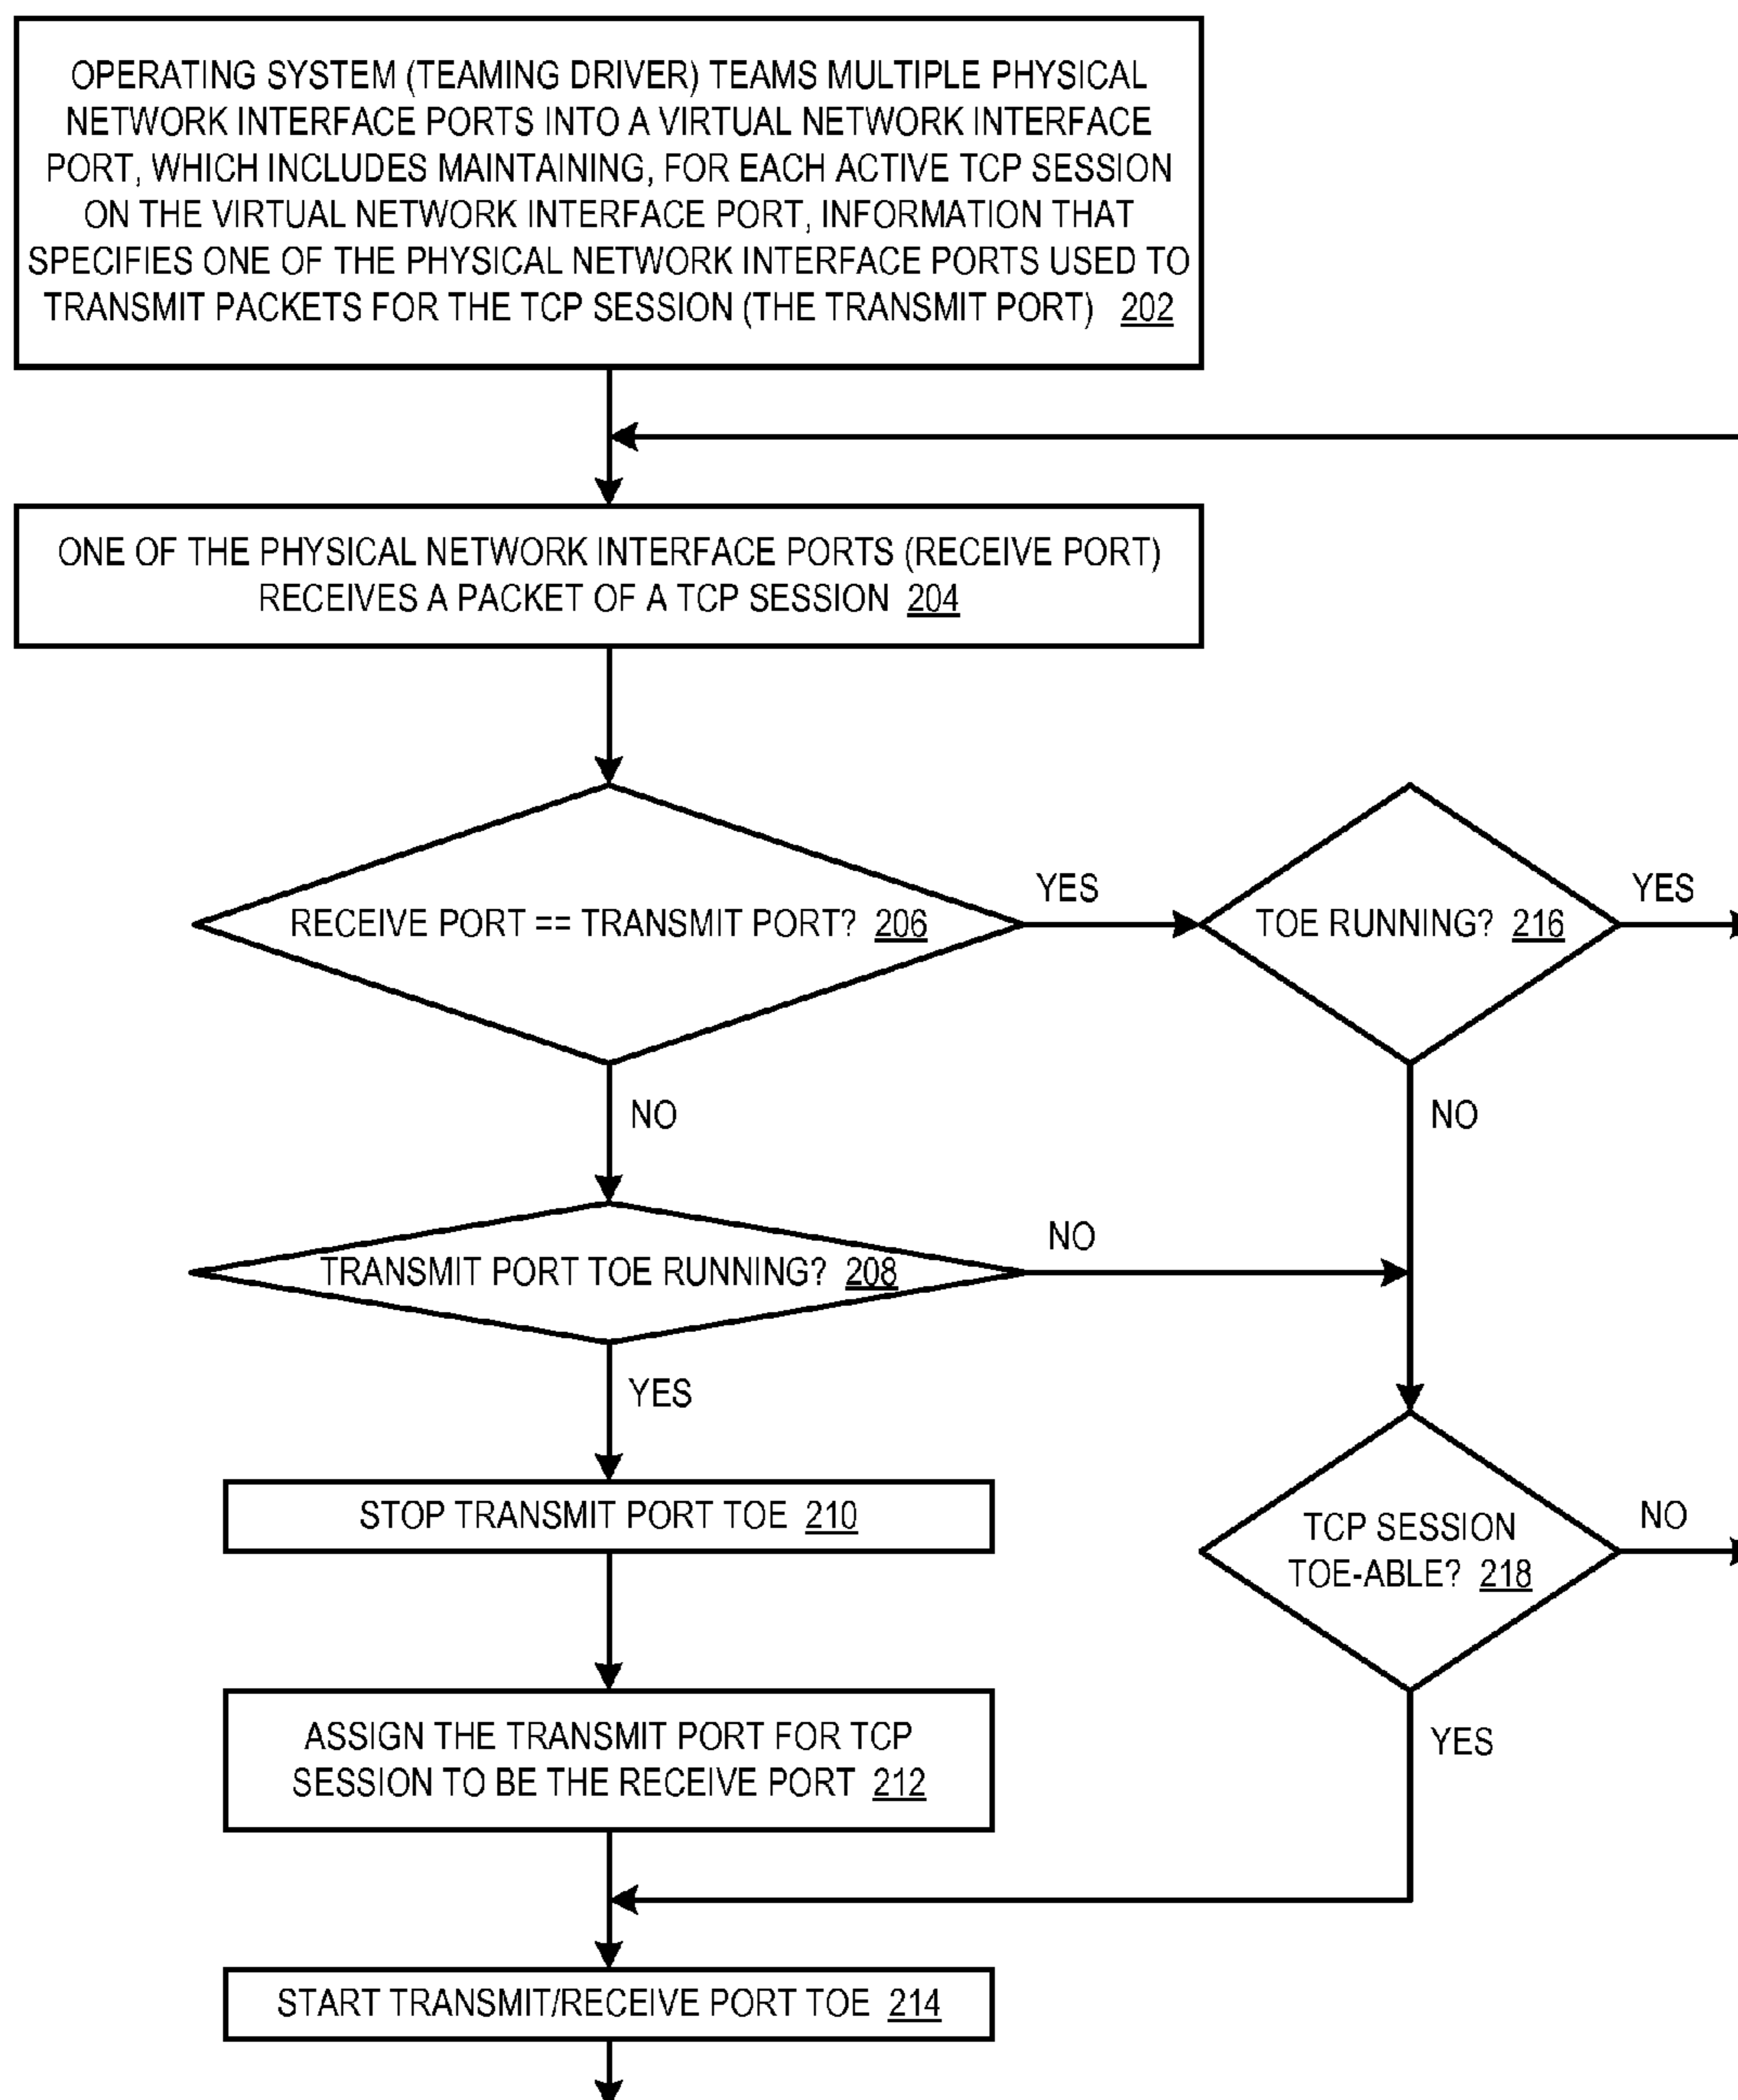 OPERATING SYSTEM (TEAMING DRIVER) TEAMS MULTIPLE PHYSICAL
NETWORK INTERFACE PORTS INTO A VIRTUAL NETWORK INTERFACE
PORT, WHICH INCLUDES MAINTAINING, FOR EACH ACTIVE TCP SESSION
ON THE VIRTUAL NETWORK INTERFACE PORT, INFORMATION THAT
SPECIFIES ONE OF THE PHYSICAL NETWORK INTERFACE PORTS USED TO
TRANSMIT PACKETS FOR THE TCP SESSION (THE TRANSMIT PORT) 202
ONE OF THE PHYSICAL NETWORK INTERFACE PORTS (RECEIVE PORT)
RECEIVES A PACKET OF A TCP SESSION 204
RECEIVE PORT == TRANSMIT PORT? 206
YES
TOE RUNNING? 216
YES
NO
NO
TRANSMIT PORT TOE RUNNING? 208
NO
YES
STOP TRANSMIT PORT TOE 210
TCP SESSION
TOE-ABLE? 218
NO
ASSIGN THE TRANSMIT PORT FOR TCP
SESSION TO BE THE RECEIVE PORT 212
YES
START TRANSMIT/RECEIVE PORT TOE 214